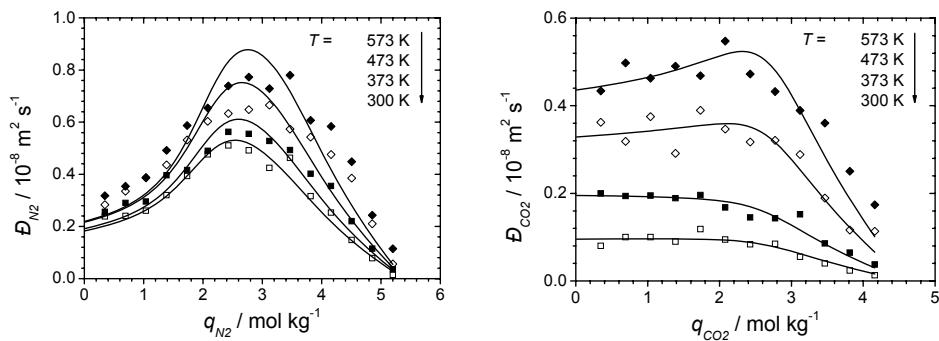 Đ_N2 / 10^-8 m^2 s^-1
1.0
0.8
0.6
0.4
0.2
0.0
T =
573 K
473 K
373 K
300 K
0 1 2 3 4 5 6
q_N2 / mol kg^-1
Đ_CO2 / 10^-8 m^2 s^-1
0.6
0.4
0.2
0.0
T =
573 K
473 K
373 K
300 K
0 1 2 3 4 5
q_CO2 / mol kg^-1